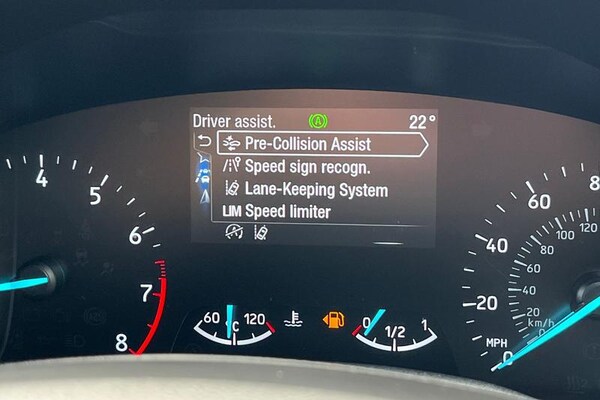 Driver assist. A 22°
Pre-Collision Assist
Speed sign recogn.
Lane-Keeping System
LIM Speed limiter
4
5
6
7
8
60 °C 120
0 1/2 1
MPH
0
20
40
60
8
km/h
20
40
60
80
100
120